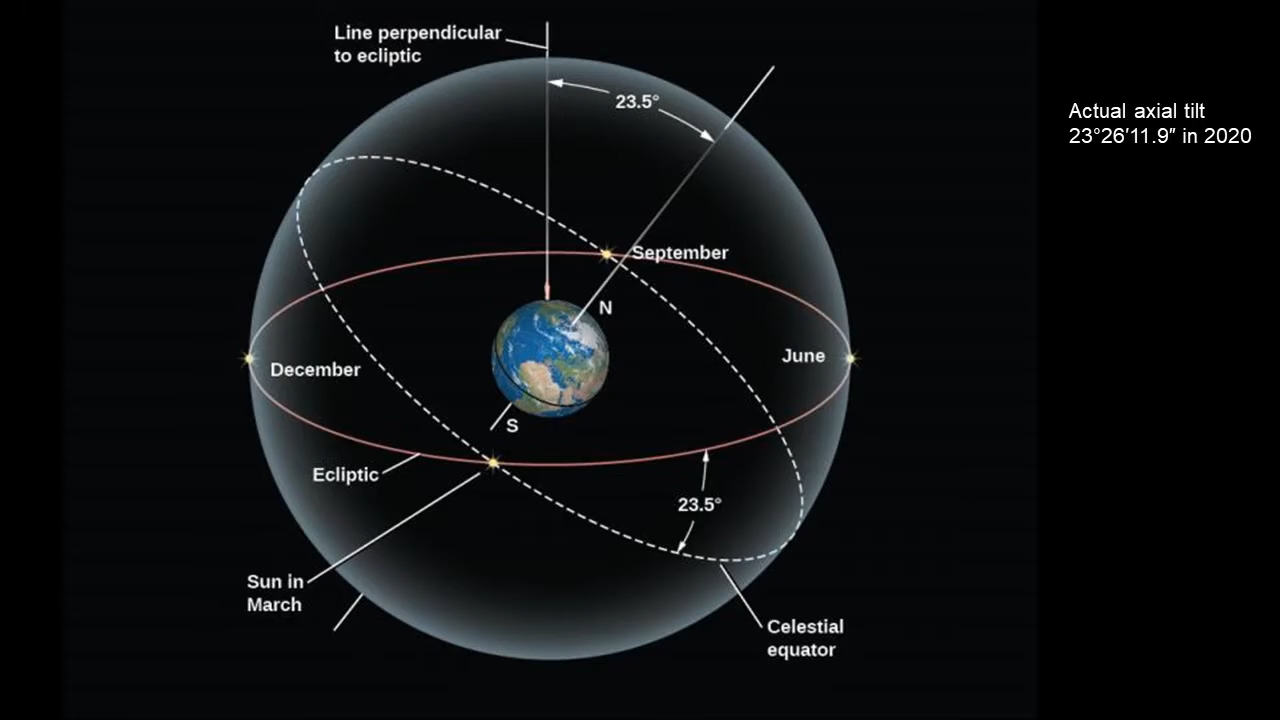 Line perpendicular
to ecliptic
23.5°
Actual axial tilt
23°26′11.9″ in 2020
September
N
December
June
S
Ecliptic
23.5°
Sun in
March
Celestial
equator